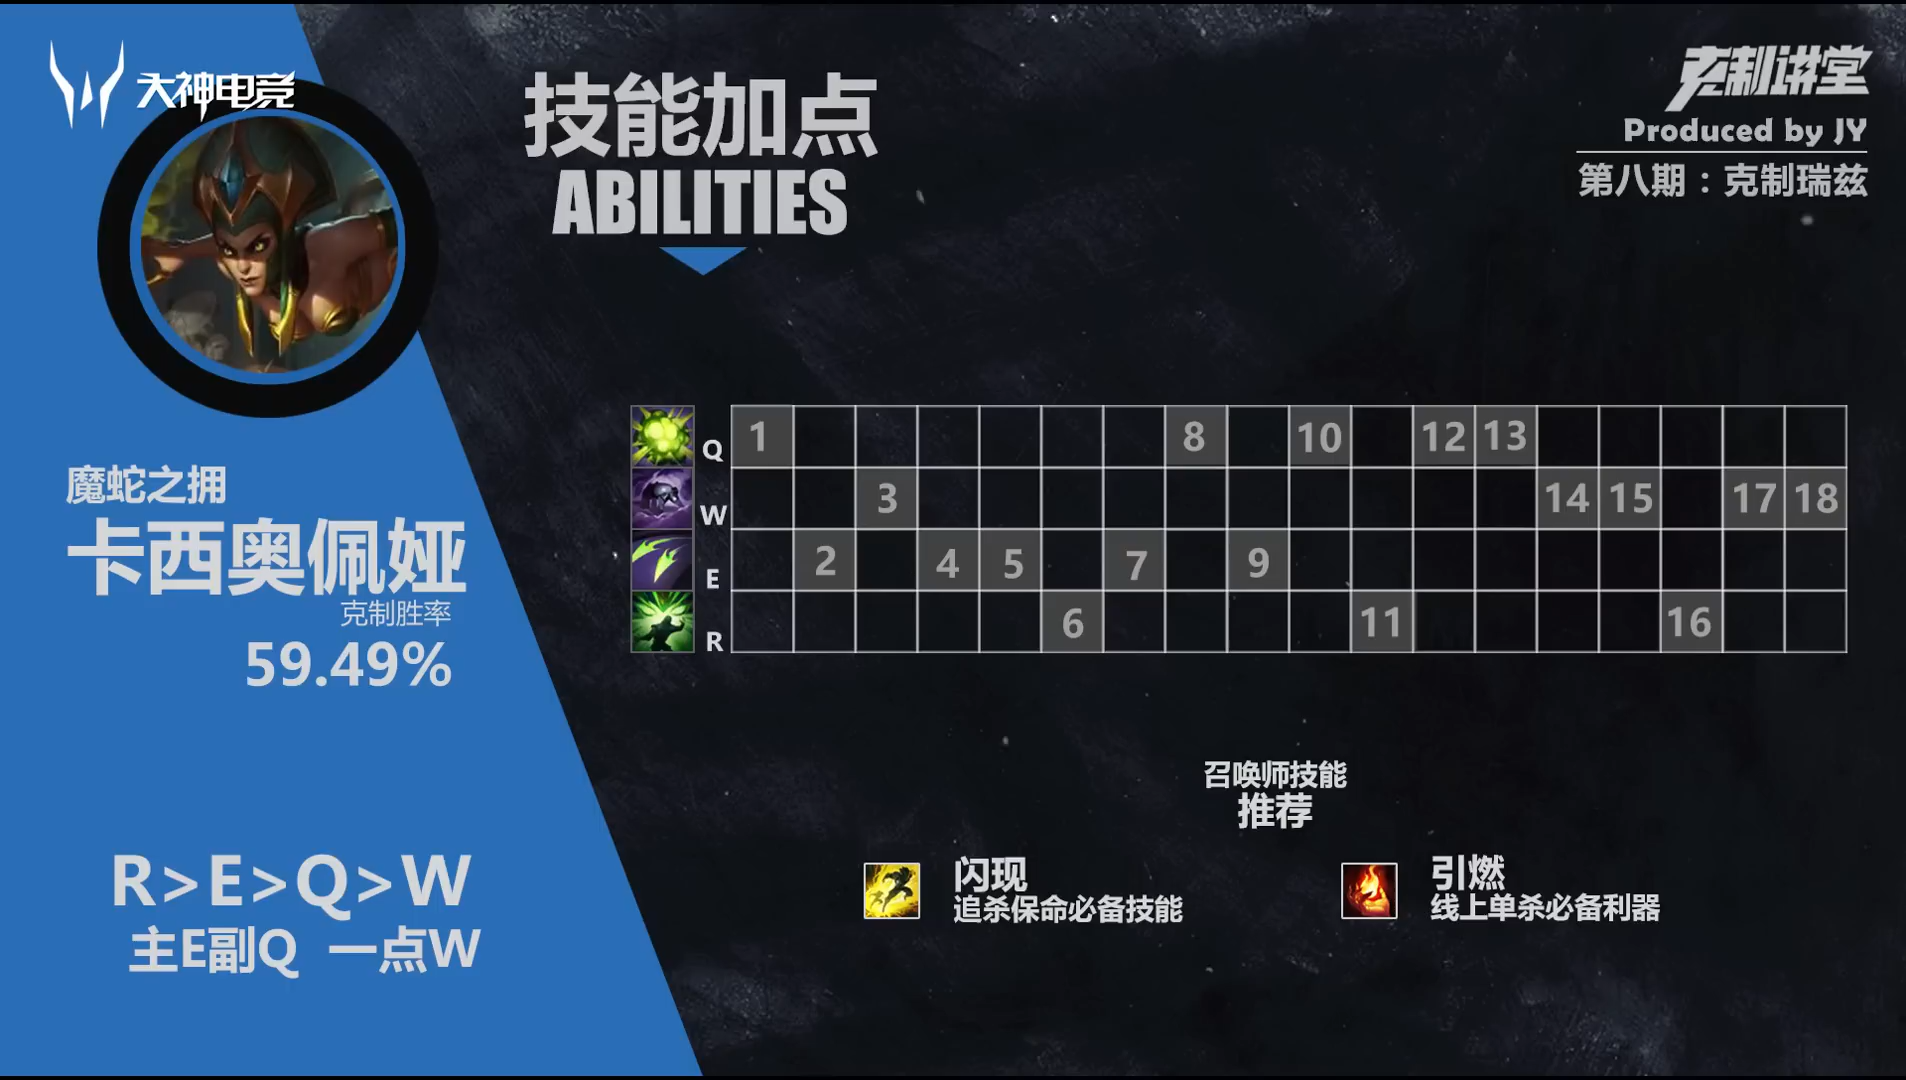 大神电竞
技能加点
ABILITIES
克制讲堂
Produced by JY
第八期：克制瑞兹
魔蛇之拥
卡西奥佩娅
克制胜率
59.49%
R>E>Q>W
主E副Q 一点W
Q 1 8 10 12 13
W 3 14 15 17 18
E 2 4 5 7 9
R 6 11 16
召唤师技能
推荐
闪现
追杀保命必备技能
引燃
线上单杀必备利器